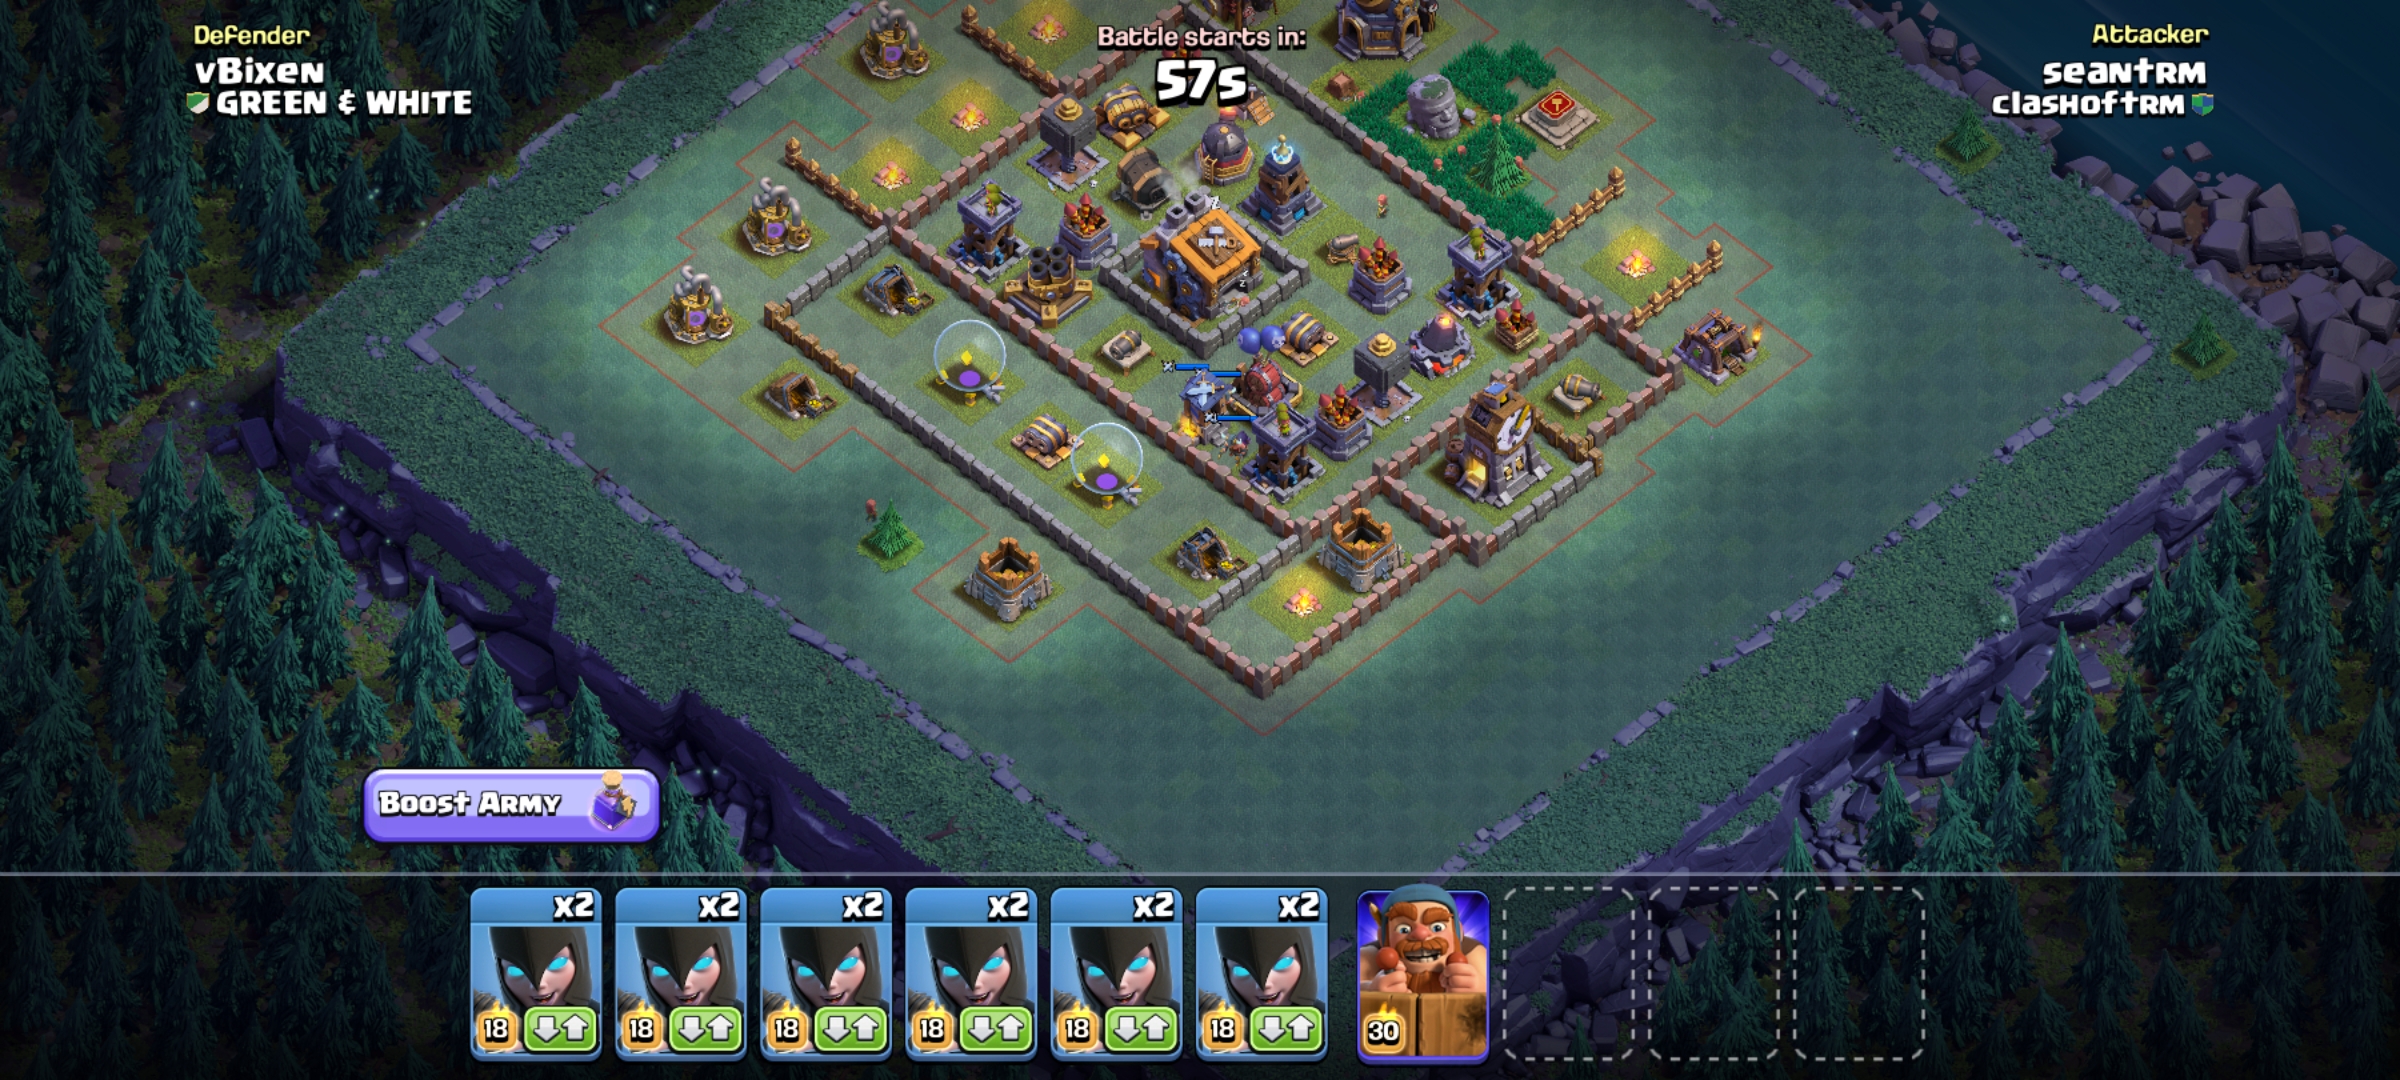 Defender
vBixen
GREEN & WHITE
Battle starts in:
57s
Attacker
seantRM
clashoftRM
Boost Army
x2
x2
x2
x2
x2
x2
18
18
18
18
18
18
30